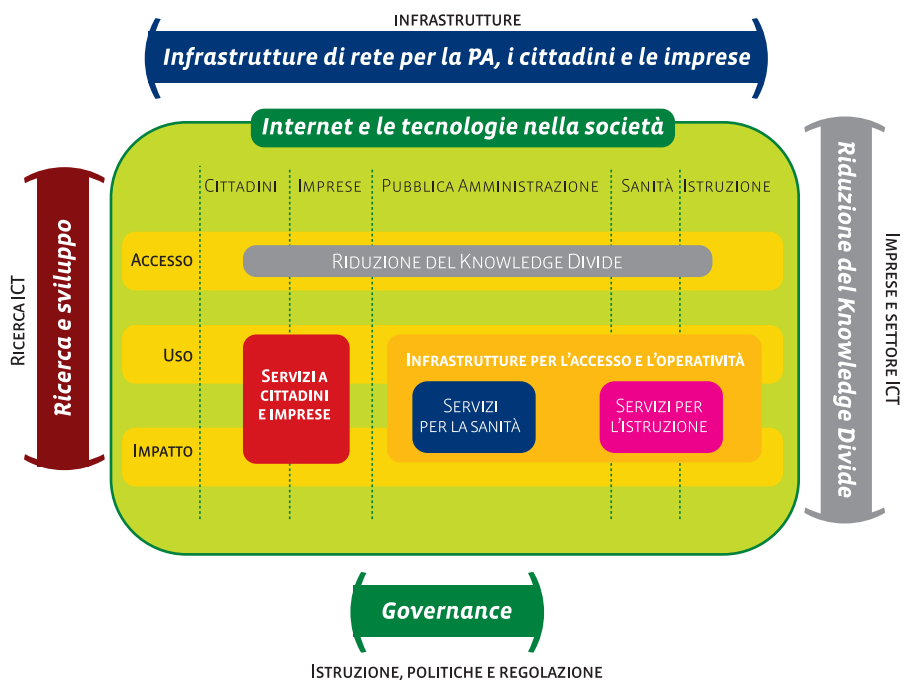 INFRASTRUTTURE
Infrastrutture di rete per la PA, i cittadini e le imprese
Internet e le tecnologie nella società
CITTADINI
IMPRESE
PUBBLICA AMMINISTRAZIONE
SANITÀ
ISTRUZIONE
ACCESSO
RIDUZIONE DEL KNOWLEDGE DIVIDE
USO
INFRASTRUTTURE PER L'ACCESSO E L'OPERATIVITÀ
SERVIZI A
CITTADINI
E IMPRESE
SERVIZI
PER LA SANITÀ
SERVIZI PER
L'ISTRUZIONE
IMPATTO
RICERCA ICT
Ricerca e sviluppo
Riduzione del Knowledge Divide
IMPRESE E SETTORE ICT
Governance
ISTRUZIONE, POLITICHE E REGOLAZIONE